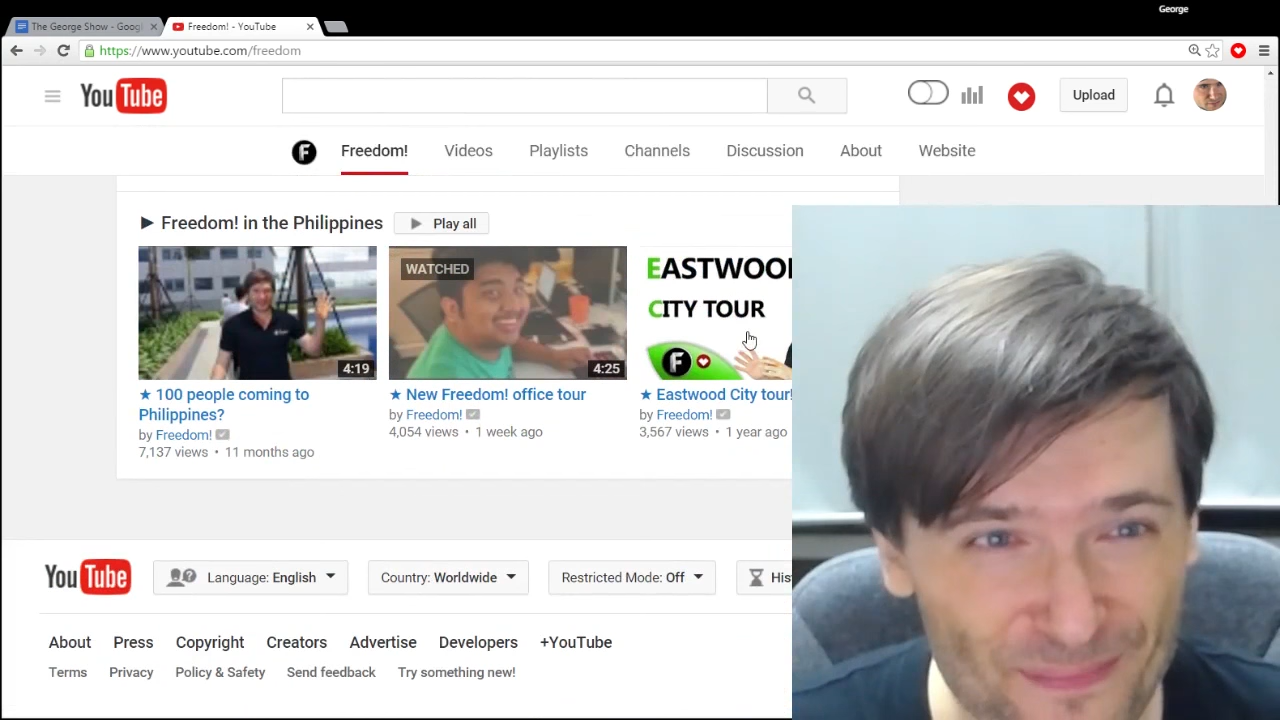 George
The George Show - Googl
Freedom! - YouTube
https://www.youtube.com/freedom
YouTube
Upload
F
Freedom!
Videos
Playlists
Channels
Discussion
About
Website
Freedom! in the Philippines
Play all
WATCHED
4:19
4:25
EASTWOO
CITY TOUR
F
★ 100 people coming to
Philippines?
by Freedom!
7,137 views • 11 months ago
★ New Freedom! office tour
by Freedom!
4,054 views • 1 week ago
★ Eastwood City tour!
by Freedom!
3,567 views • 1 year ago
YouTube
Language: English
Country: Worldwide
Restricted Mode: Off
His
About
Press
Copyright
Creators
Advertise
Developers
+YouTube
Terms
Privacy
Policy & Safety
Send feedback
Try something new!